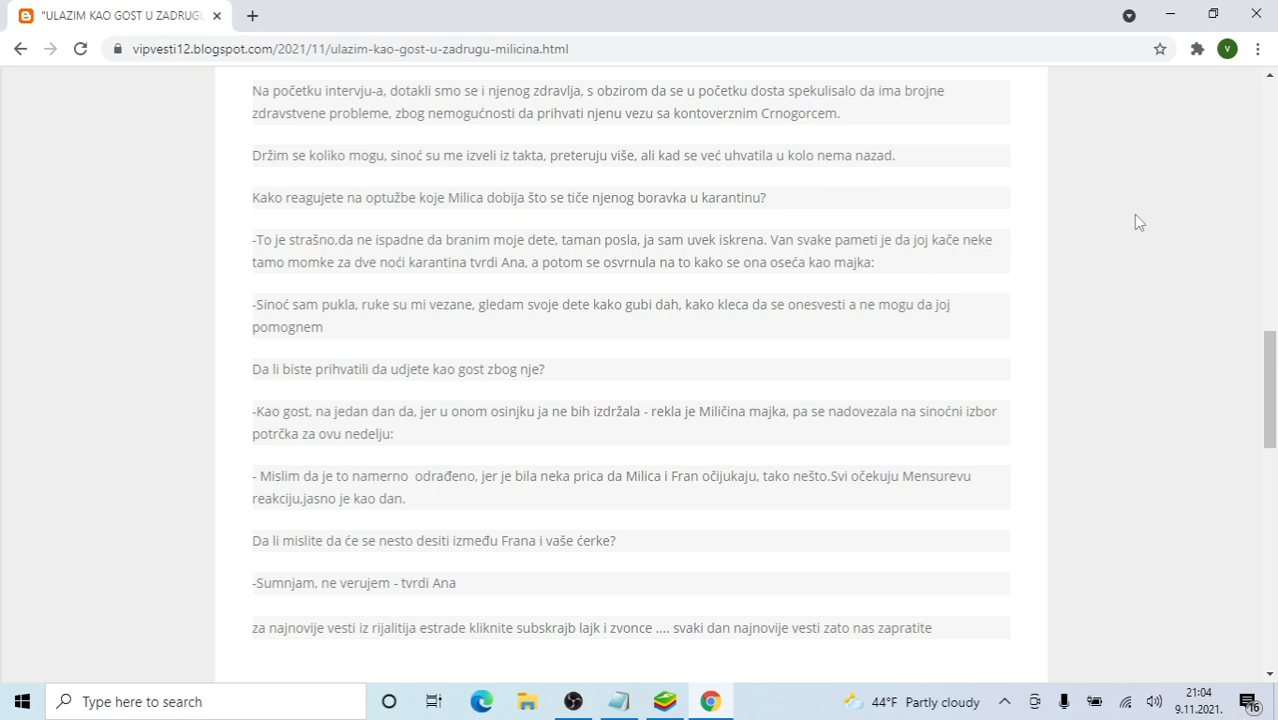 "ULAZIM KAO GOST U ZADRUGU
vipvesti12.blogspot.com/2021/11/ulazim-kao-gost-u-zadrugu-milicina.html
V
Na početku intervju-a, dotakli smo se i njenog zdravlja, s obzirom da se u početku dosta spekulisalo da ima brojne
zdravstvene probleme, zbog nemogućnosti da prihvati njenu vezu sa kontoverznim Crnogorcem.
Držim se koliko mogu, sinoć su me izveli iz takta, preteruju više, ali kad se već uhvatila u kolo nema nazad.
Kako reagujete na optužbe koje Milica dobija što se tiče njenog boravka u karantinu?
-To je strašno,da ne ispadne da branim moje dete, taman posla, ja sam uvek iskrena. Van svake pameti je da joj kače neke
tamo momke za dve noći karantina tvrdi Ana, a potom se osvrnula na to kako se ona oseća kao majka:
-Sinoć sam pukla, ruke su mi vezane, gledam svoje dete kako gubi dah, kako kleca da se onesvesti a ne mogu da joj
pomognem
Da li biste prihvatili da udjete kao gost zbog nje?
-Kao gost, na jedan dan da, jer u onom osinjku ja ne bih izdržala - rekla je Miličina majka, pa se nadovezala na sinoćni izbor
potrčka za ovu nedelju:
- Mislim da je to namerno  odrađeno, jer je bila neka prica da Milica i Fran očijukaju, tako nešto.Svi očekuju Mensurevu
reakciju,jasno je kao dan.
Da li mislite da će se nesto desiti između Frana i vaše ćerke?
-Sumnjam, ne verujem - tvrdi Ana
za najnovije vesti iz rijalitija estrade kliknite subskrajb lajk i zvonce .... svaki dan najnovije vesti zato nas zapratite
Type here to search
44°F Partly cloudy
21:04
9.11.2021.
16